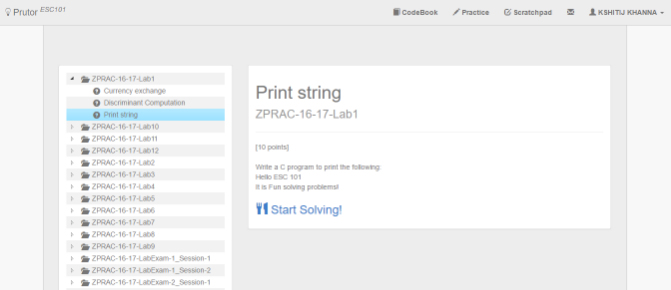 Prutor ESC101
CodeBook
Practice
Scratchpad
KSHITIJ KHANNA
ZPRAC-16-17-Lab1
Currency exchange
Discriminant Computation
Print string
ZPRAC-16-17-Lab10
ZPRAC-16-17-Lab11
ZPRAC-16-17-Lab12
ZPRAC-16-17-Lab2
ZPRAC-16-17-Lab3
ZPRAC-16-17-Lab4
ZPRAC-16-17-Lab5
ZPRAC-16-17-Lab6
ZPRAC-16-17-Lab7
ZPRAC-16-17-Lab8
ZPRAC-16-17-Lab9
ZPRAC-16-17-LabExam-1_Session-1
ZPRAC-16-17-LabExam-1_Session-2
ZPRAC-16-17-LabExam-2_Session-1
Print string
ZPRAC-16-17-Lab1
[10 points]
Write a C program to print the following:
Hello ESC 101
It is Fun solving problems!
Start Solving!